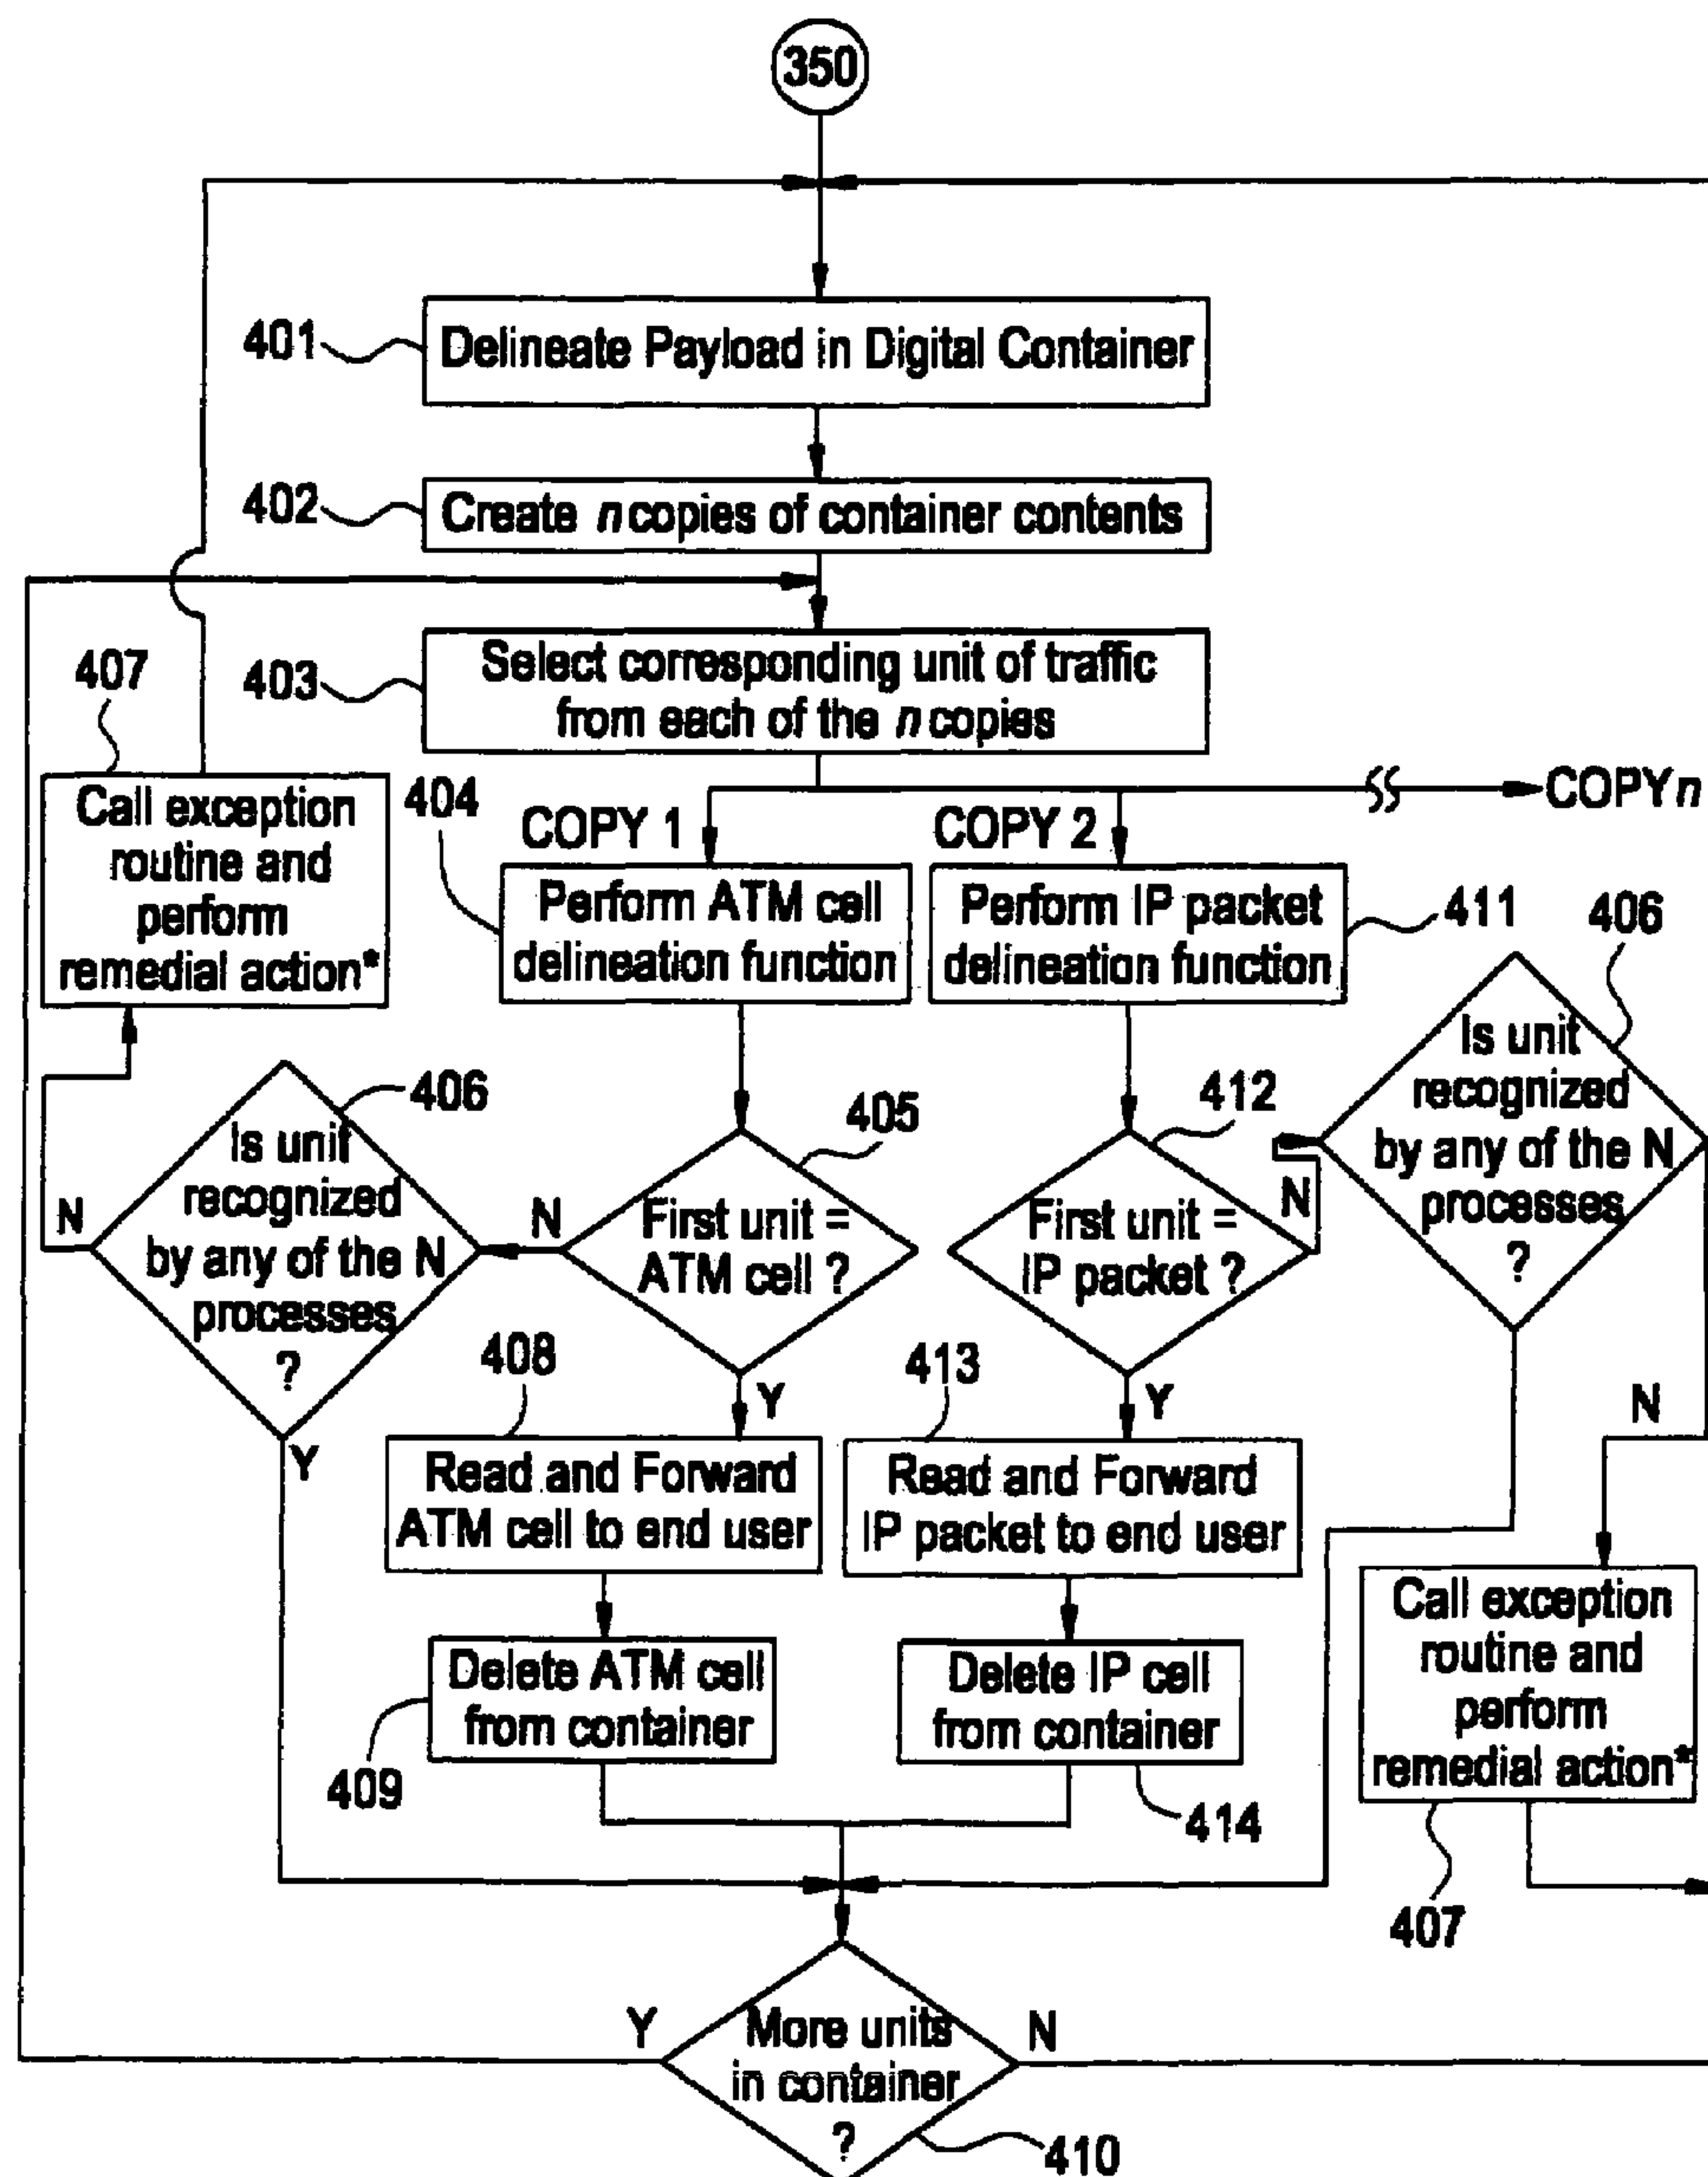 350
401
Delineate Payload in Digital Container
402
Create n copies of container contents
407
403
Select corresponding unit of traffic
from each of the n copies
Call exception
routine and
perform
remedial action*
404
COPY 1
COPY 2
COPY n
Perform ATM cell
delineation function
Perform IP packet
delineation function
411
406
Is unit
recognized
by any of the N
processes
?
406
405
412
Is unit
recognized
by any of the N
processes
?
N
N
First unit =
ATM cell ?
First unit =
IP packet ?
N
408
413
Y
Y
Y
N
Read and Forward
ATM cell to end user
Read and Forward
IP packet to end user
Call exception
routine and
perform
remedial action*
Delete ATM cell
from container
Delete IP cell
from container
409
414
407
Y
More units
in container
?
N
410